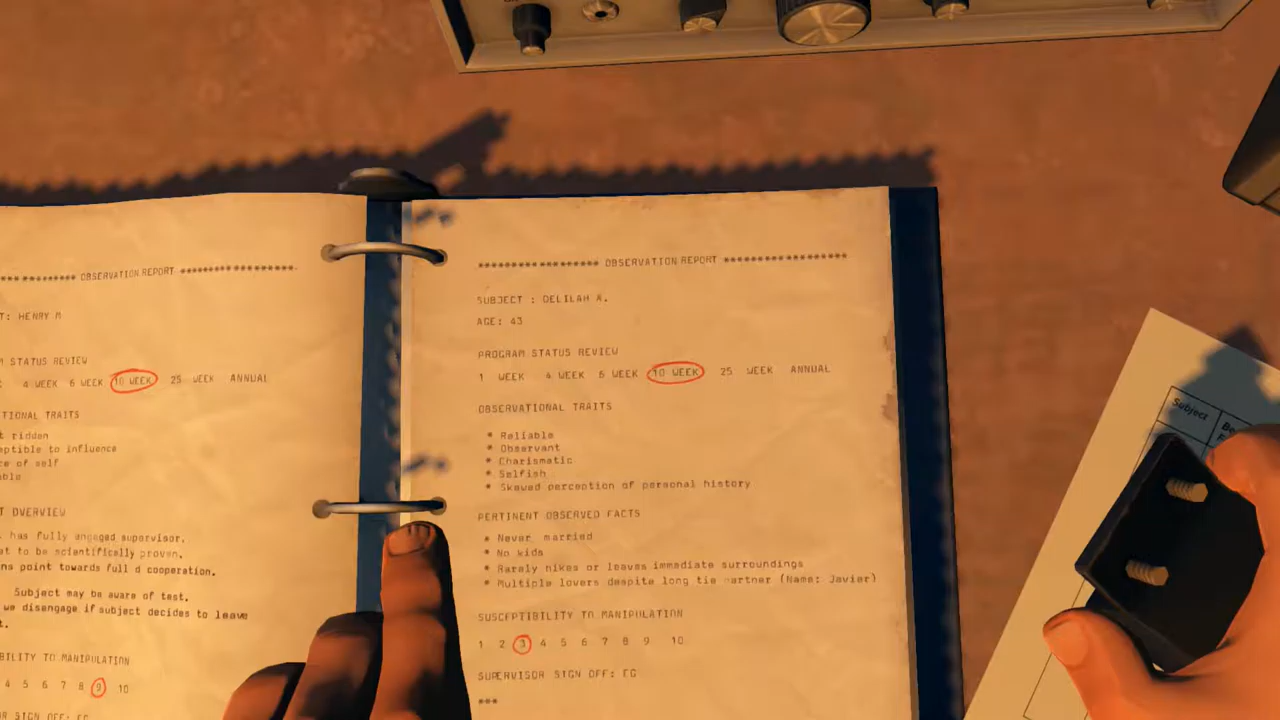 ************ OBSERVATION REPORT ******************
T: HENRY M
M STATUS REVIEW
4 WEEK 6 WEEK 10 WEEK 25 WEEK ANNUAL
TIONAL TRAITS
t ridden
eptible to influence
ce of self
able
T OVERVIEW
. has fully engaged supervisor.
et to be scientifically proven.
ns point towards full d cooperation.
Subject may be aware of test.
we disengage if subject decides to leave
t.
BILITY TO MANIPULATION
4 5 6 7 8 9 10
SIGN OFF: EG
******************* OBSERVATION REPORT *******************
SUBJECT : DELILAH A.
AGE: 43
PROGRAM STATUS REVIEW
1 WEEK 4 WEEK 6 WEEK 10 WEEK 25 WEEK ANNUAL
OBSERVATIONAL TRAITS
* Reliable
* Observant
* Charismatic
* Selfish
* Skewed perception of personal history
PERTINENT OBSERVED FACTS
* Never married
* No kids
* Rarely hikes or leaves immediate surroundings
* Multiple lovers despite long tie partner (Name: Javier)
SUSCEPTIBILITY TO MANIPULATION
1 2 3 4 5 6 7 8 9 10
SUPERVISOR SIGN OFF: EG
***
Subject